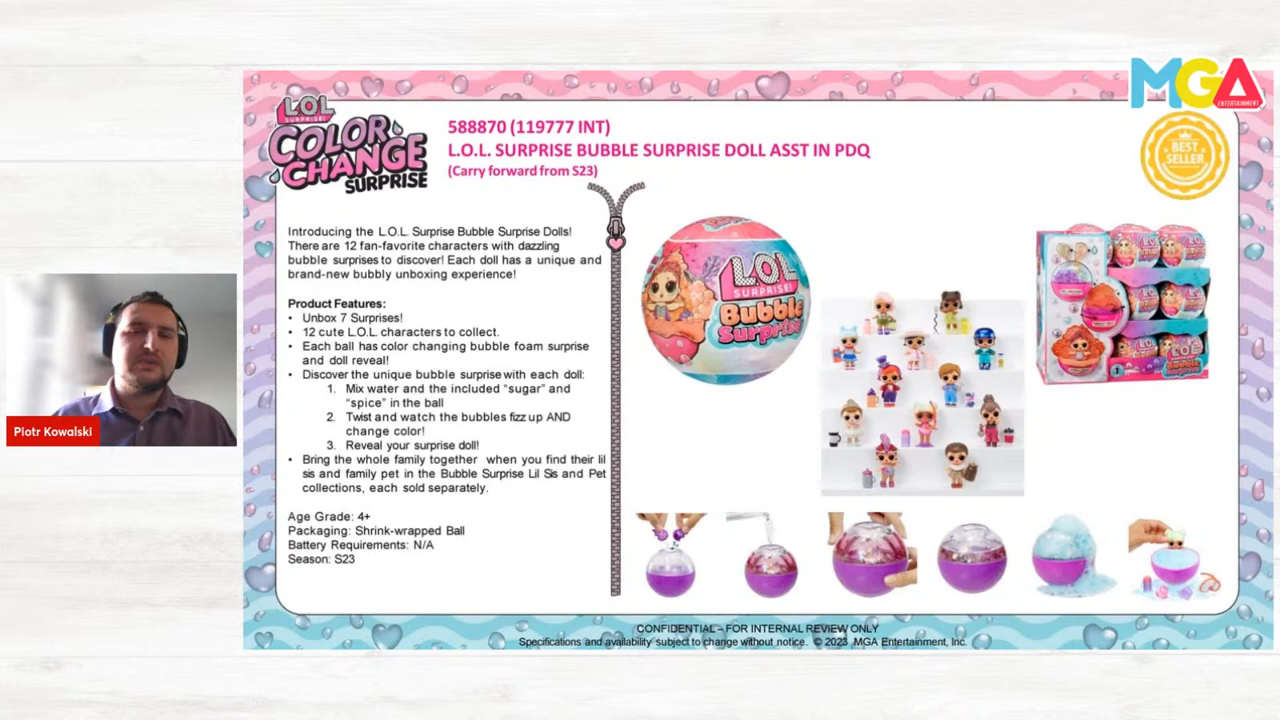 MGA
ENTERTAINMENT
L.O.L.
SURPRISE!
COLOR
CHANGE
SURPRISE
588870 (119777 INT)
L.O.L. SURPRISE BUBBLE SURPRISE DOLL ASST IN PDQ
(Carry forward from S23)
BEST
SELLER
Introducing the L.O.L. Surprise Bubble Surprise Dolls!
There are 12 fan-favorite characters with dazzling
bubble surprises to discover! Each doll has a unique and
brand-new bubbly unboxing experience!
Product Features:
• Unbox 7 Surprises!
• 12 cute L.O.L. characters to collect.
• Each ball has color changing bubble foam surprise
and doll reveal!
• Discover the unique bubble surprise with each doll:
1. Mix water and the included “sugar” and
“spice” in the ball
2. Twist and watch the bubbles fizz up AND
change color!
3. Reveal your surprise doll!
• Bring the whole family together when you find their lil
sis and family pet in the Bubble Surprise Lil Sis and Pet
collections, each sold separately.
Age Grade: 4+
Packaging: Shrink-wrapped Ball
Battery Requirements: N/A
Season: S23
L.O.L.
SURPRISE!
Bubble
Surprise
Piotr Kowalski
CONFIDENTIAL – FOR INTERNAL REVIEW ONLY
Specifications and availability subject to change without notice. © 2023 MGA Entertainment, Inc.